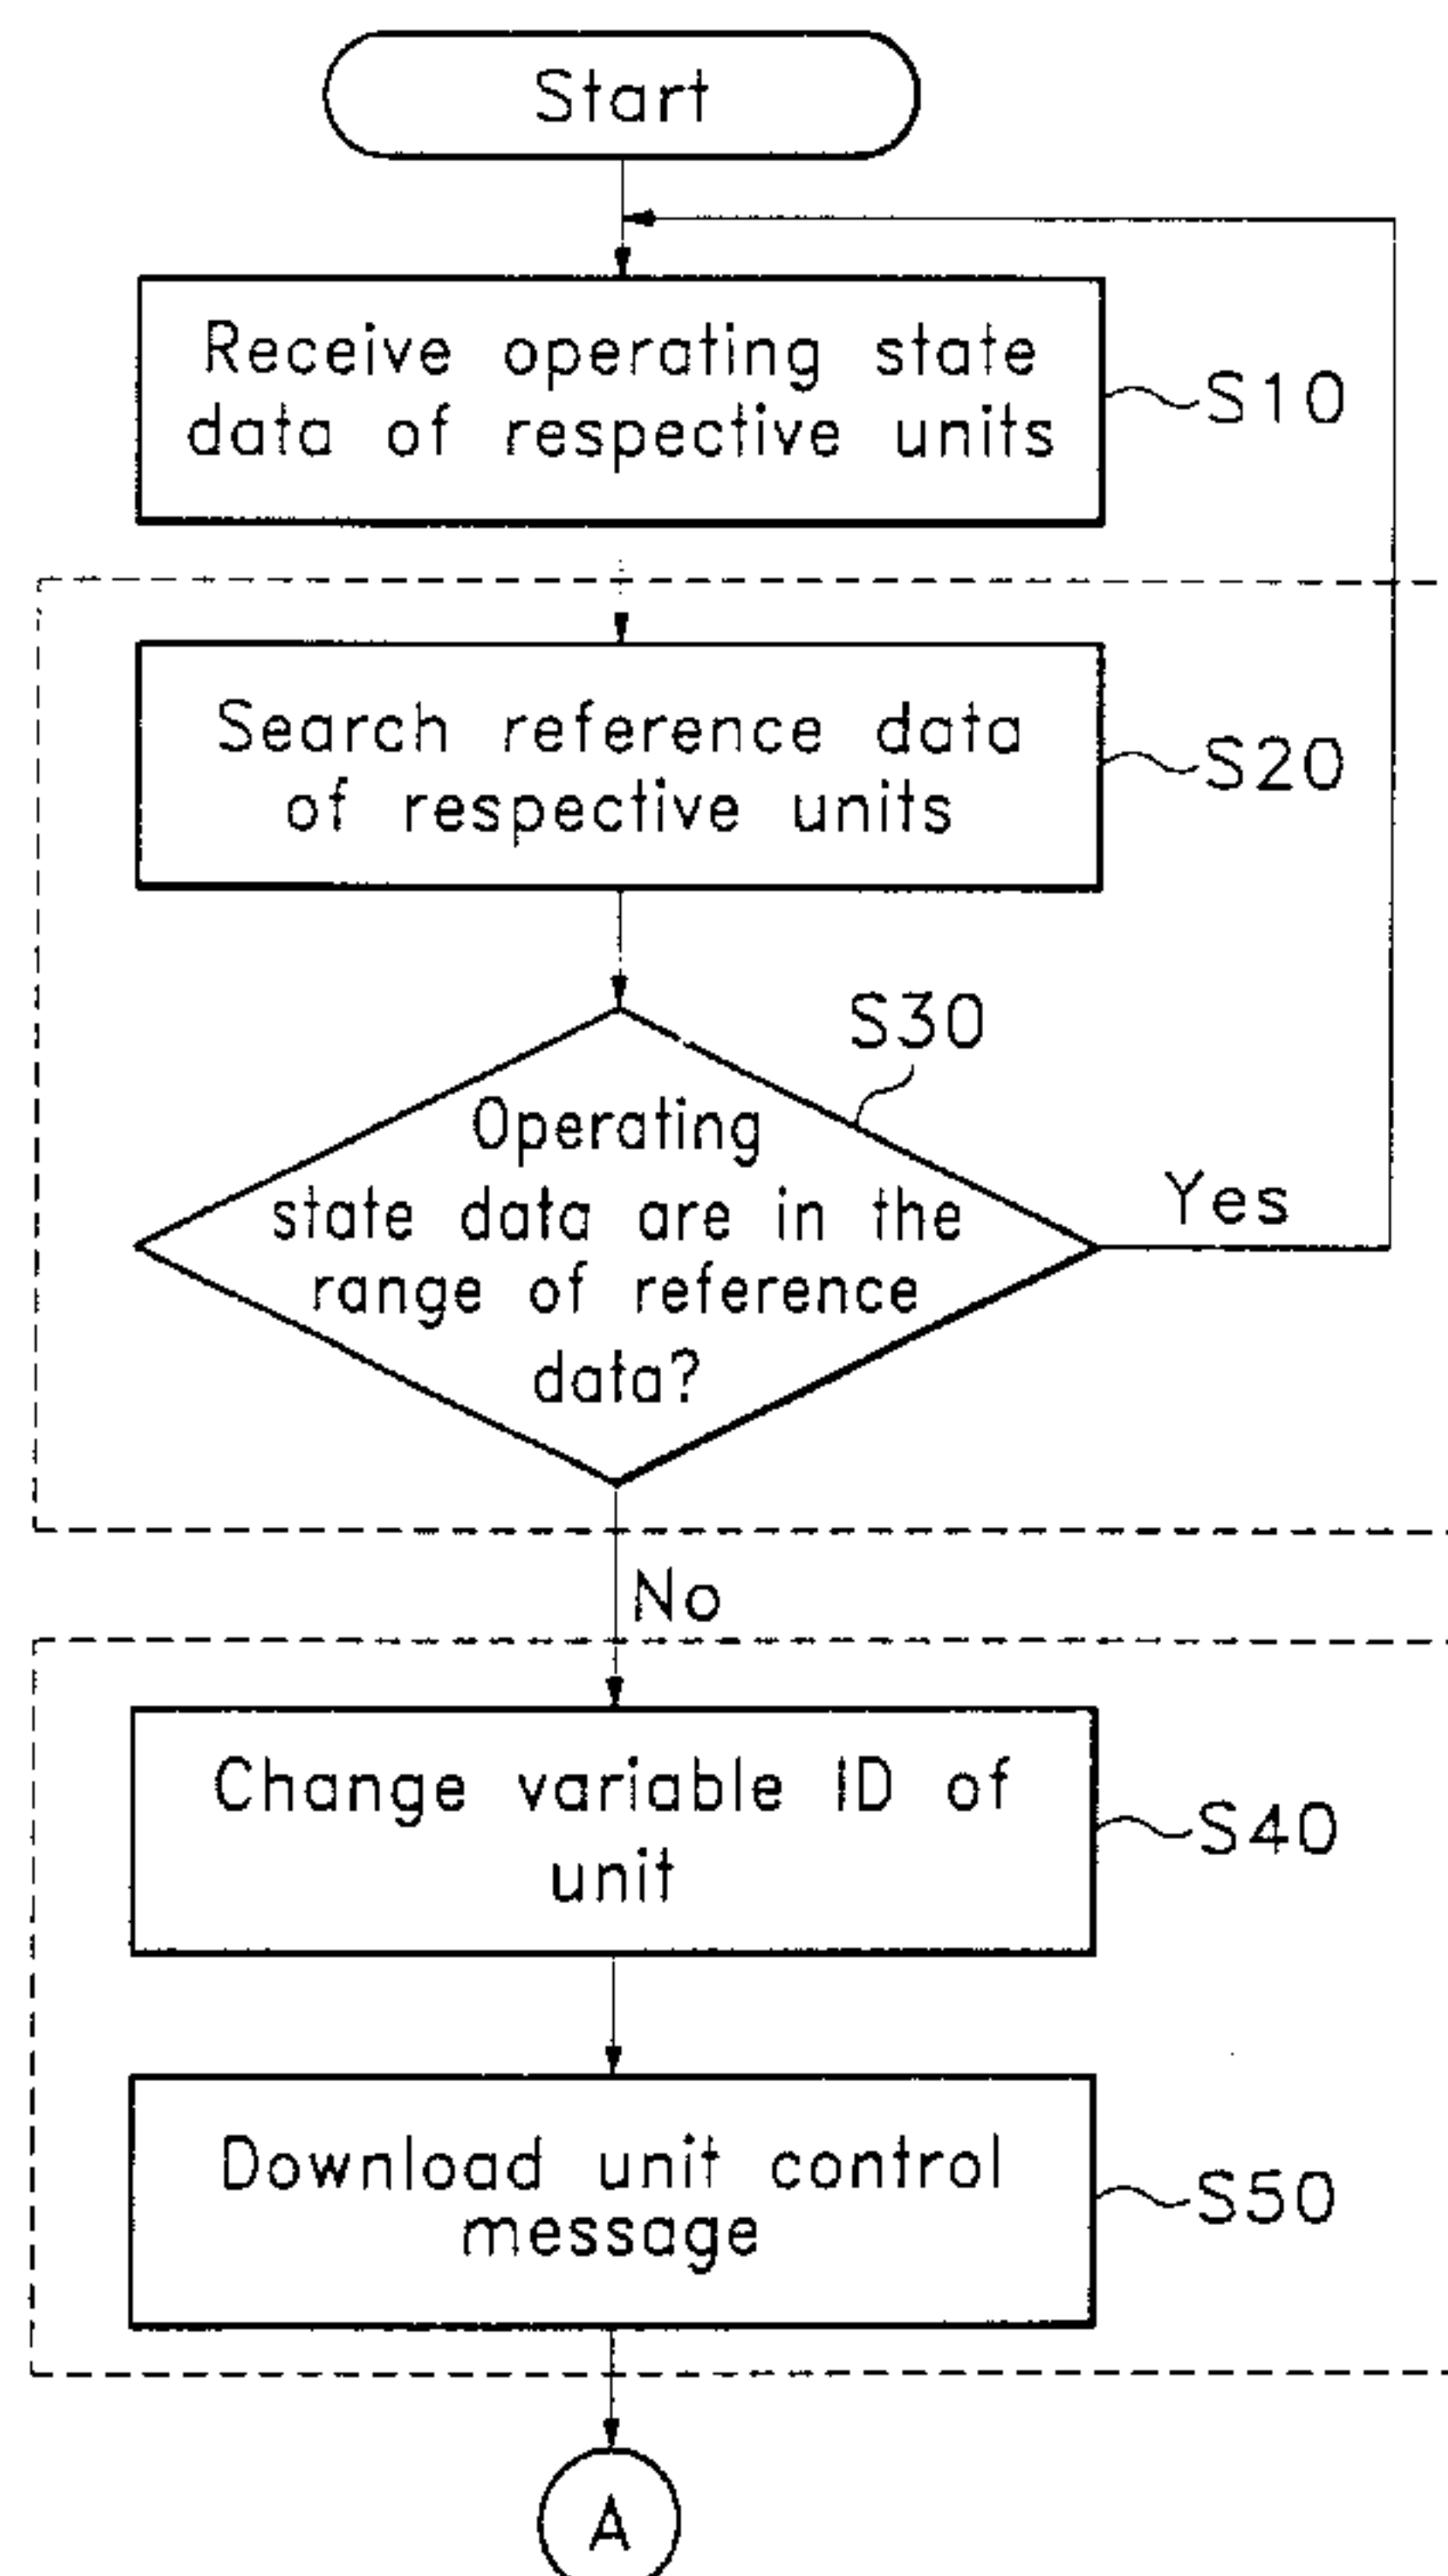 Start
Receive operating state
data of respective units
S10
Search reference data
of respective units
S20
S30
Operating
state data are in the
range of reference
data?
Yes
No
Change variable ID of
unit
S40
Download unit control
message
S50
A